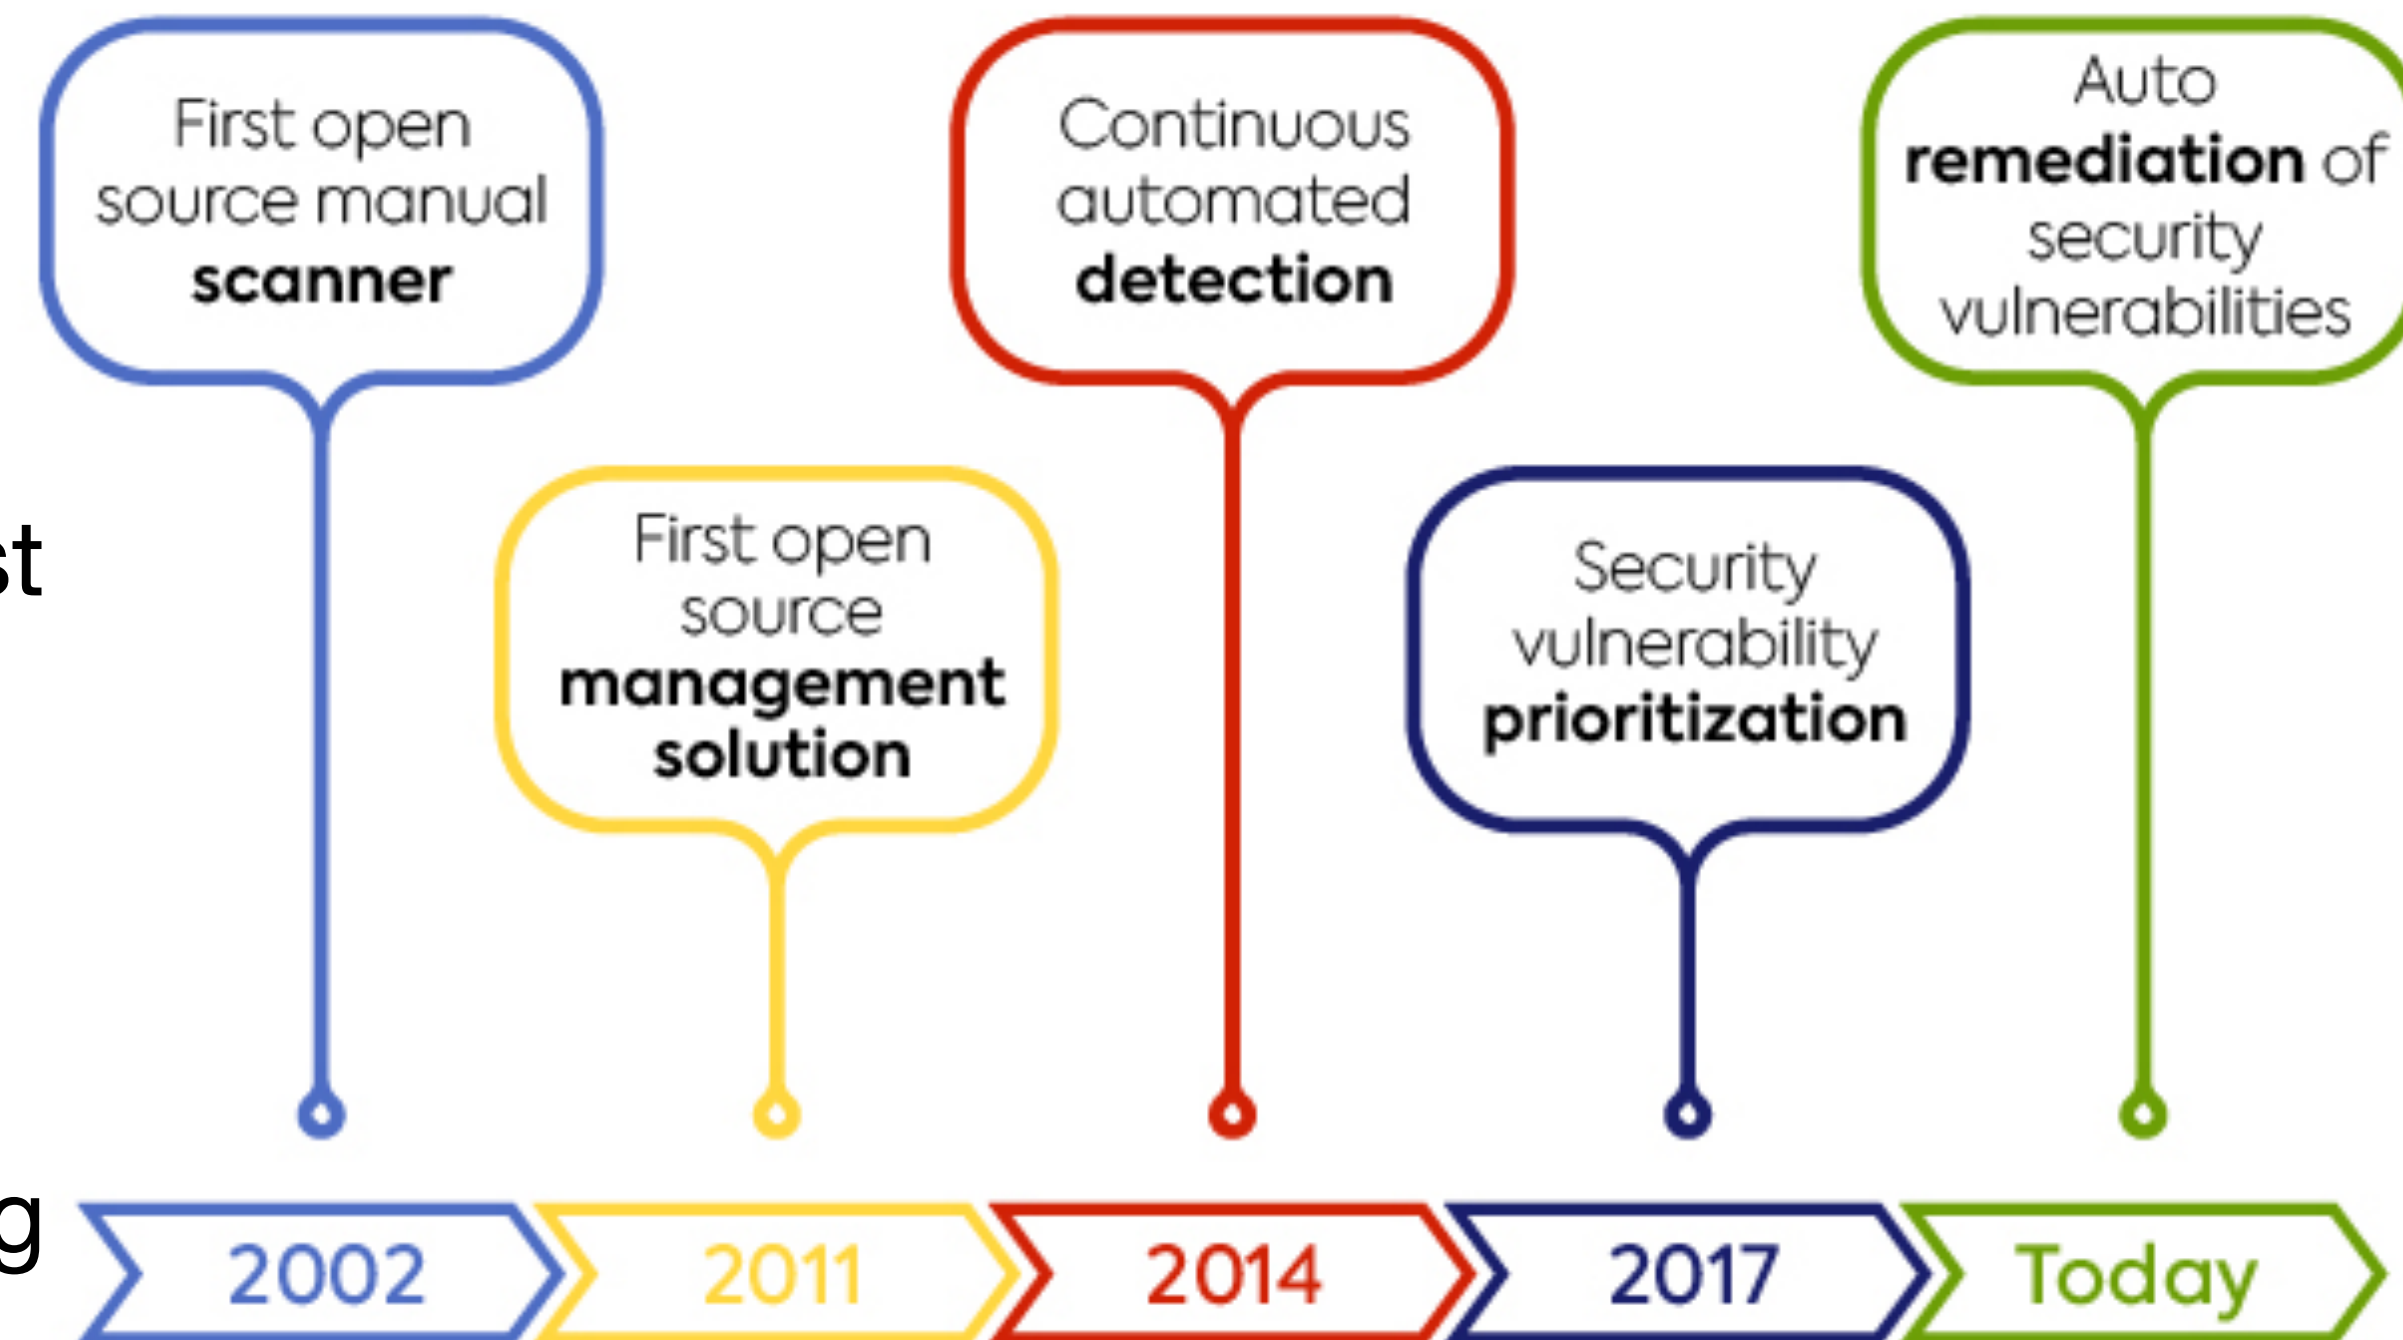 First open
source manual
scanner
First open
source
management
solution
Continuous
automated
detection
Security
vulnerability
prioritization
Auto
remediation of
security
vulnerabilities
2002
2011
2014
2017
Today